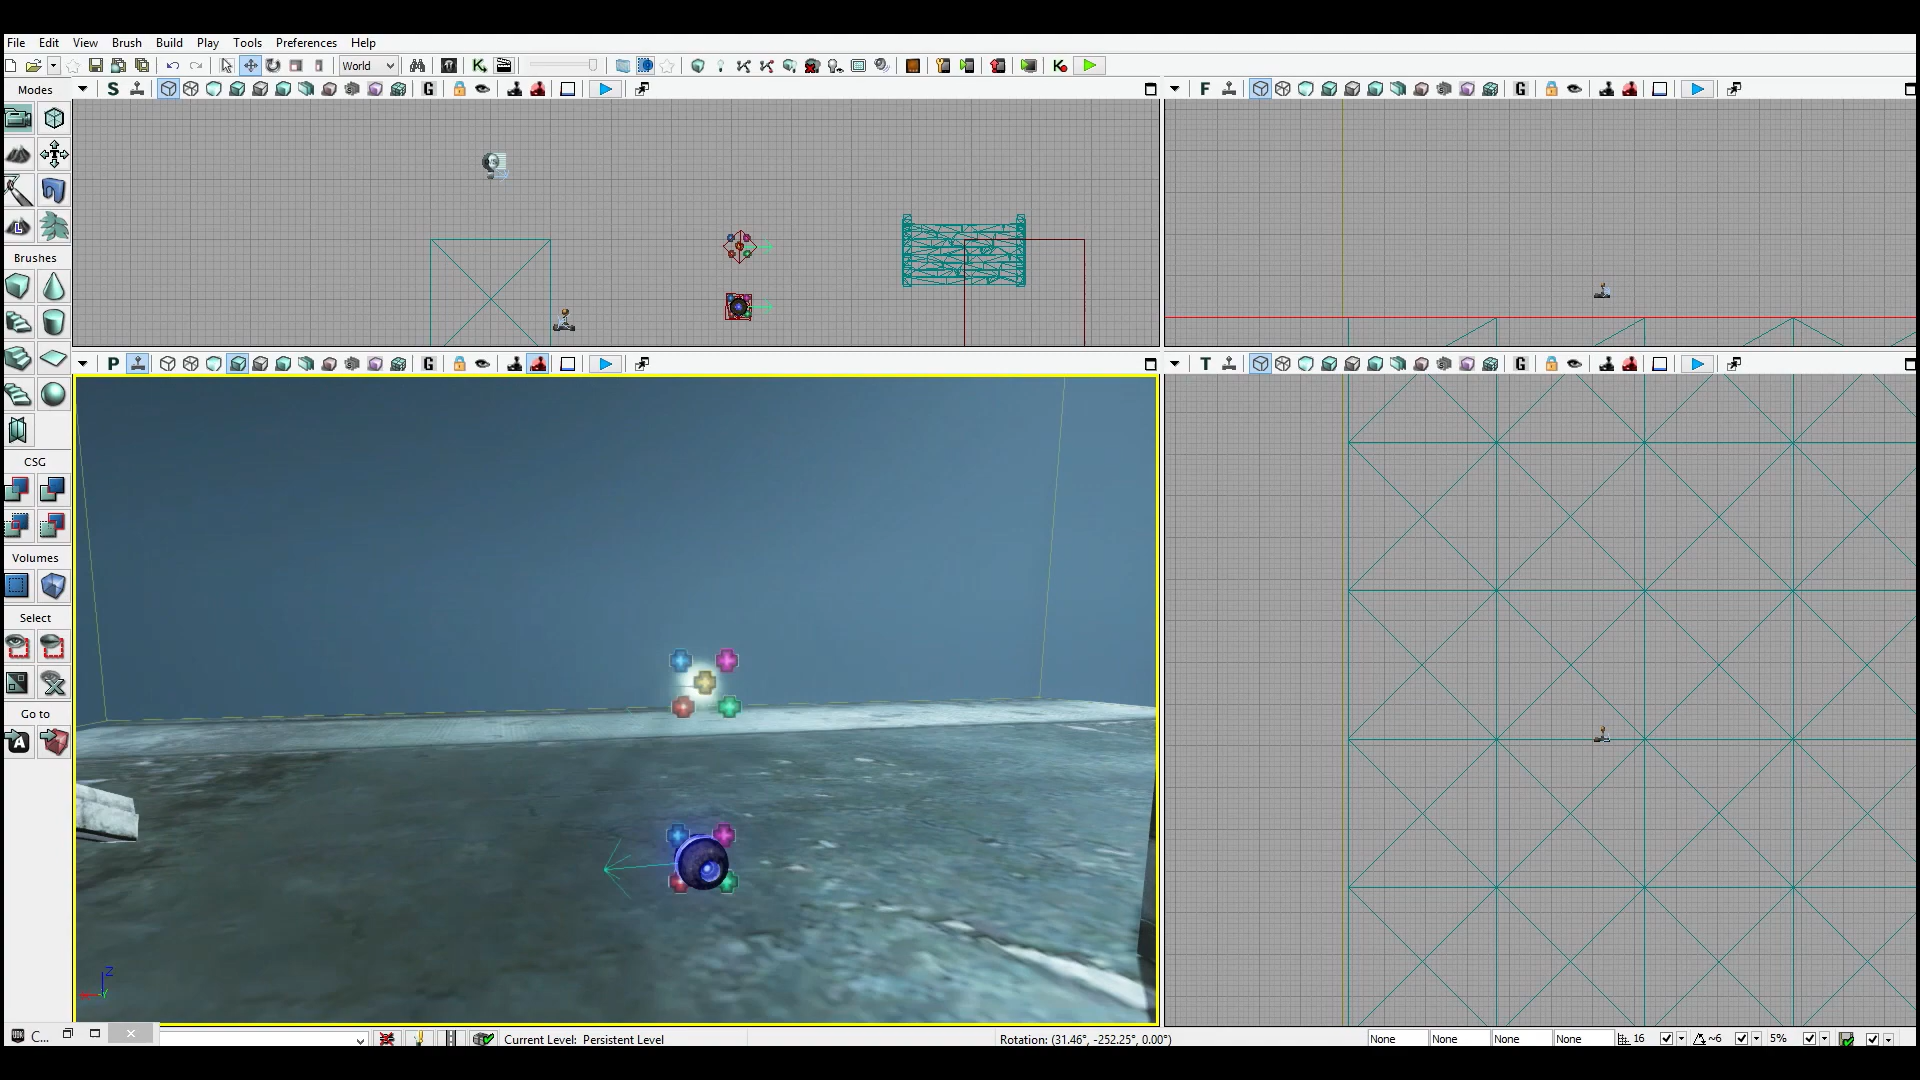 File Edit View Brush Build Play Tools Preferences Help
World
Modes
S G
F G
L
Brushes
P G
T G
CSG
Volumes
Select
Go to
A
Z
C...
Current Level: Persistent Level
Rotation: (31.46°, -252.25°, 0.00°)
None None None None 16 ~6 5%